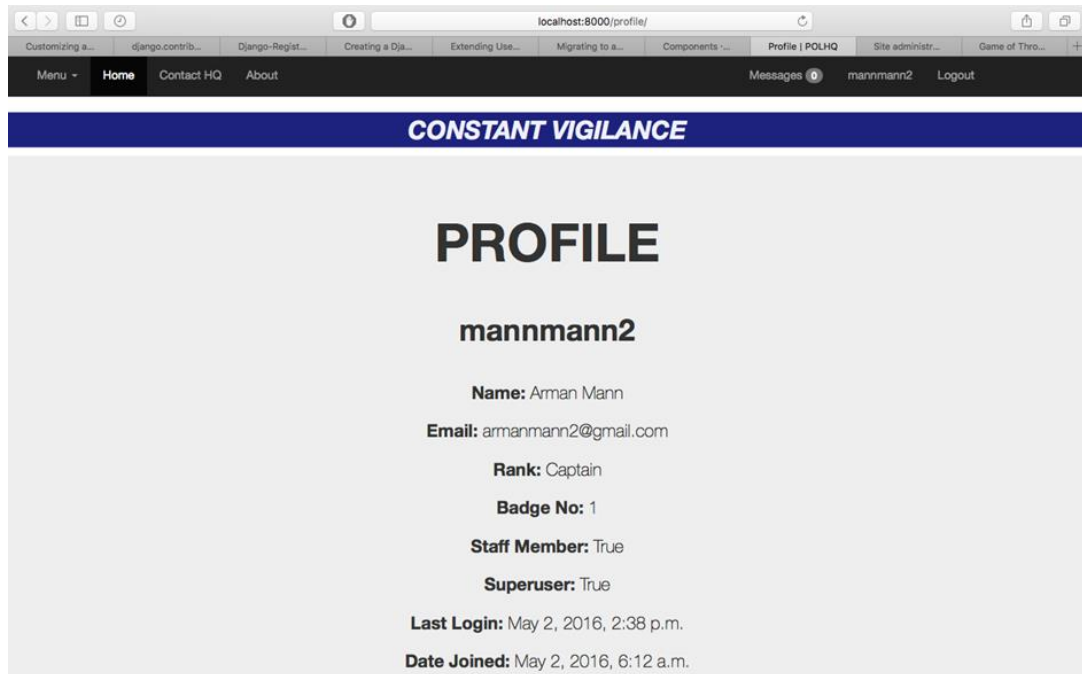 localhost:8000/profile/
Customizing a... django.contrib... Django-Regist... Creating a Dja... Extending Use... Migrating to a... Components -... Profile | POLHQ Site administr... Game of Thro...
Menu Home Contact HQ About Messages 0 mannmann2 Logout
CONSTANT VIGILANCE
PROFILE
mannmann2
Name: Arman Mann
Email: armanmann2@gmail.com
Rank: Captain
Badge No: 1
Staff Member: True
Superuser: True
Last Login: May 2, 2016, 2:38 p.m.
Date Joined: May 2, 2016, 6:12 a.m.